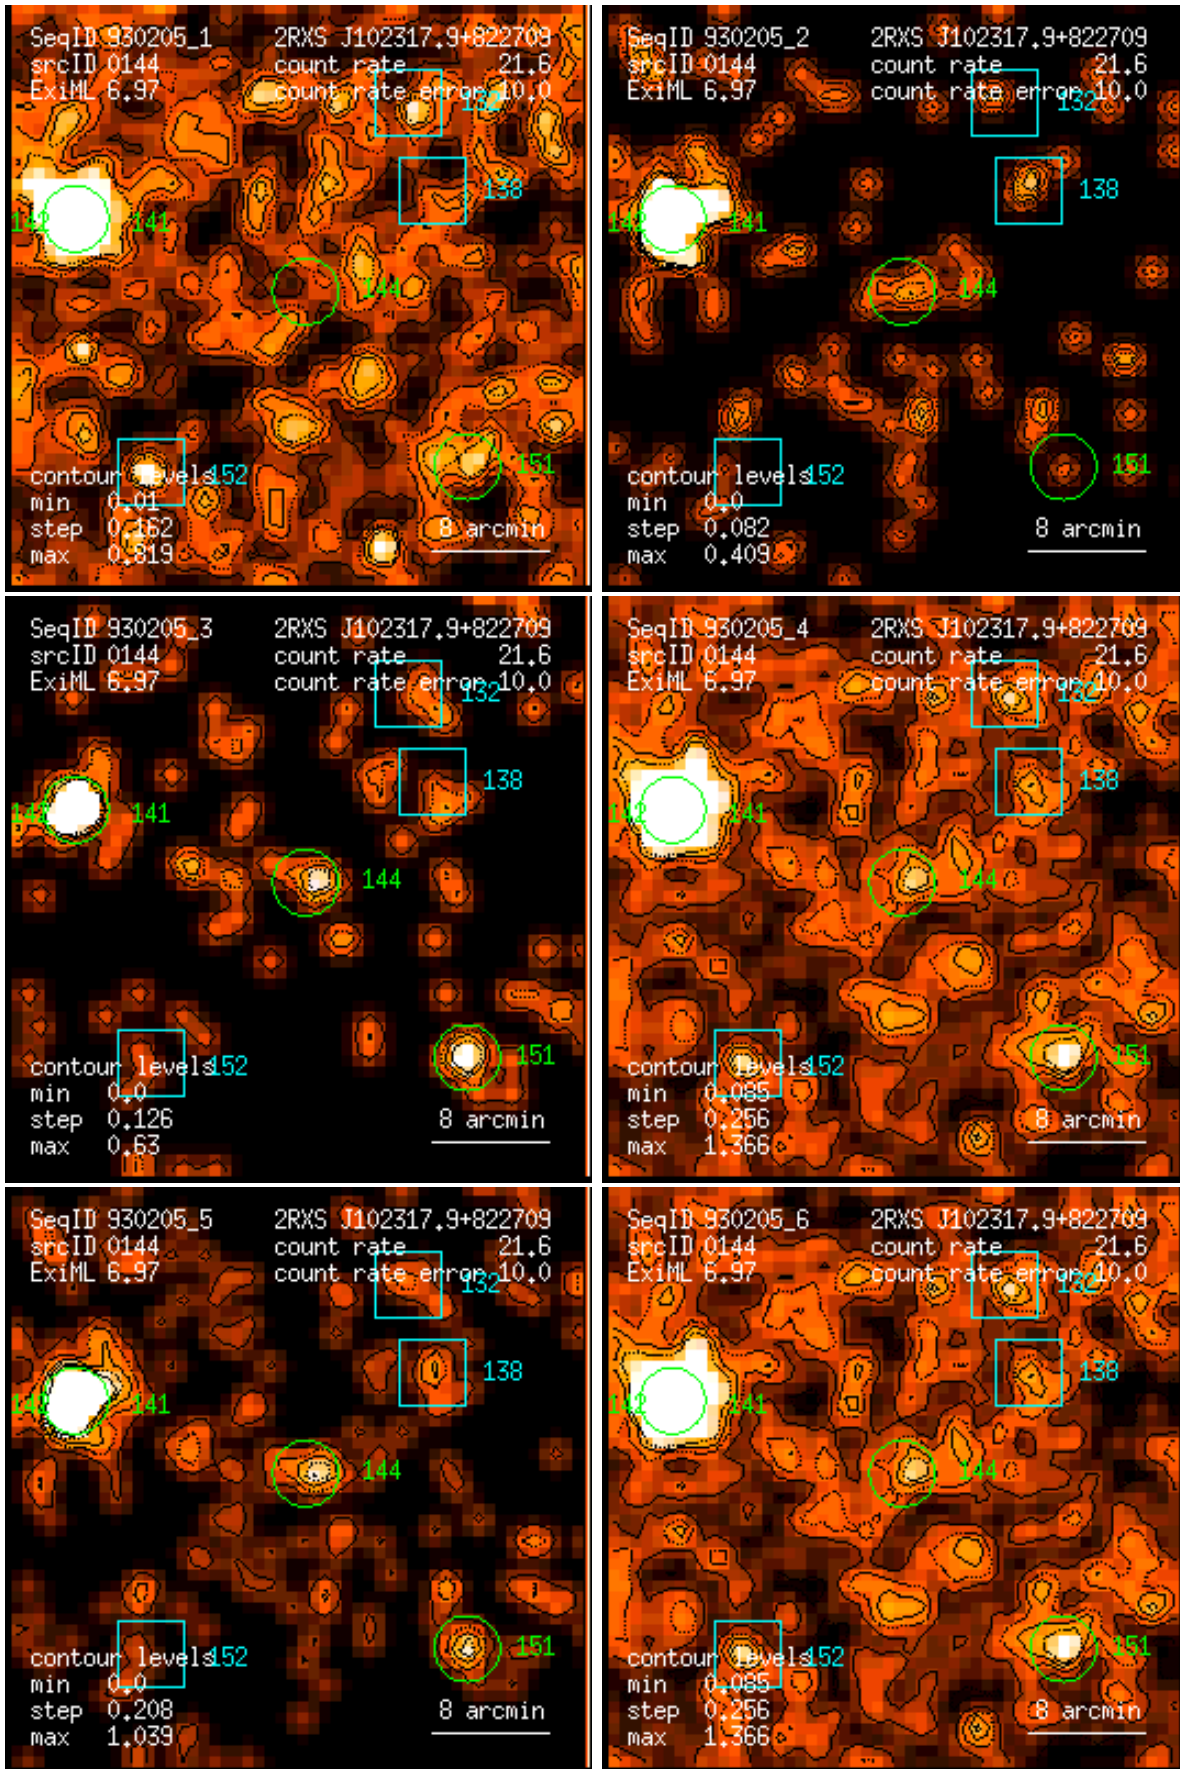 SeqID 930205_1 2RXS J102317.9+822709
srcID 0144 count rate 21.6
ExiML 6.97 count rate error 10.0
132
138
142 141
144
151
contour levels 152
min 0.01
step 0.162 8 arcmin
max 0.819
SeqID 930205_2 2RXS J102317.9+822709
srcID 0144 count rate 21.6
ExiML 6.97 count rate error 10.0
132
138
142 141
144
151
contour levels 152
min 0.0
step 0.082 8 arcmin
max 0.409
SeqID 930205_3 2RXS J102317.9+822709
srcID 0144 count rate 21.6
ExiML 6.97 count rate error 10.0
132
138
142 141
144
151
contour levels 152
min 0.0
step 0.126 8 arcmin
max 0.63
SeqID 930205_4 2RXS J102317.9+822709
srcID 0144 count rate 21.6
ExiML 6.97 count rate error 10.0
132
138
142 141
144
151
contour levels 152
min 0.085
step 0.256 8 arcmin
max 1.366
SeqID 930205_5 2RXS J102317.9+822709
srcID 0144 count rate 21.6
ExiML 6.97 count rate error 10.0
132
138
142 141
144
151
contour levels 152
min 0.0
step 0.208 8 arcmin
max 1.039
SeqID 930205_6 2RXS J102317.9+822709
srcID 0144 count rate 21.6
ExiML 6.97 count rate error 10.0
132
138
142 141
144
151
contour levels 152
min 0.085
step 0.256 8 arcmin
max 1.366